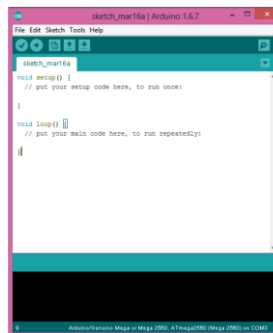 sketch_mar16a | Arduino 1.6.7
File Edit Sketch Tools Help
sketch_mar16a
void setup() {
// put your setup code here, to run once:
}
void loop() {
// put your main code here, to run repeatedly:
}
9 Arduino/Genuino Mega or Mega 2560, ATmega2560 (Mega 2560) on COM3